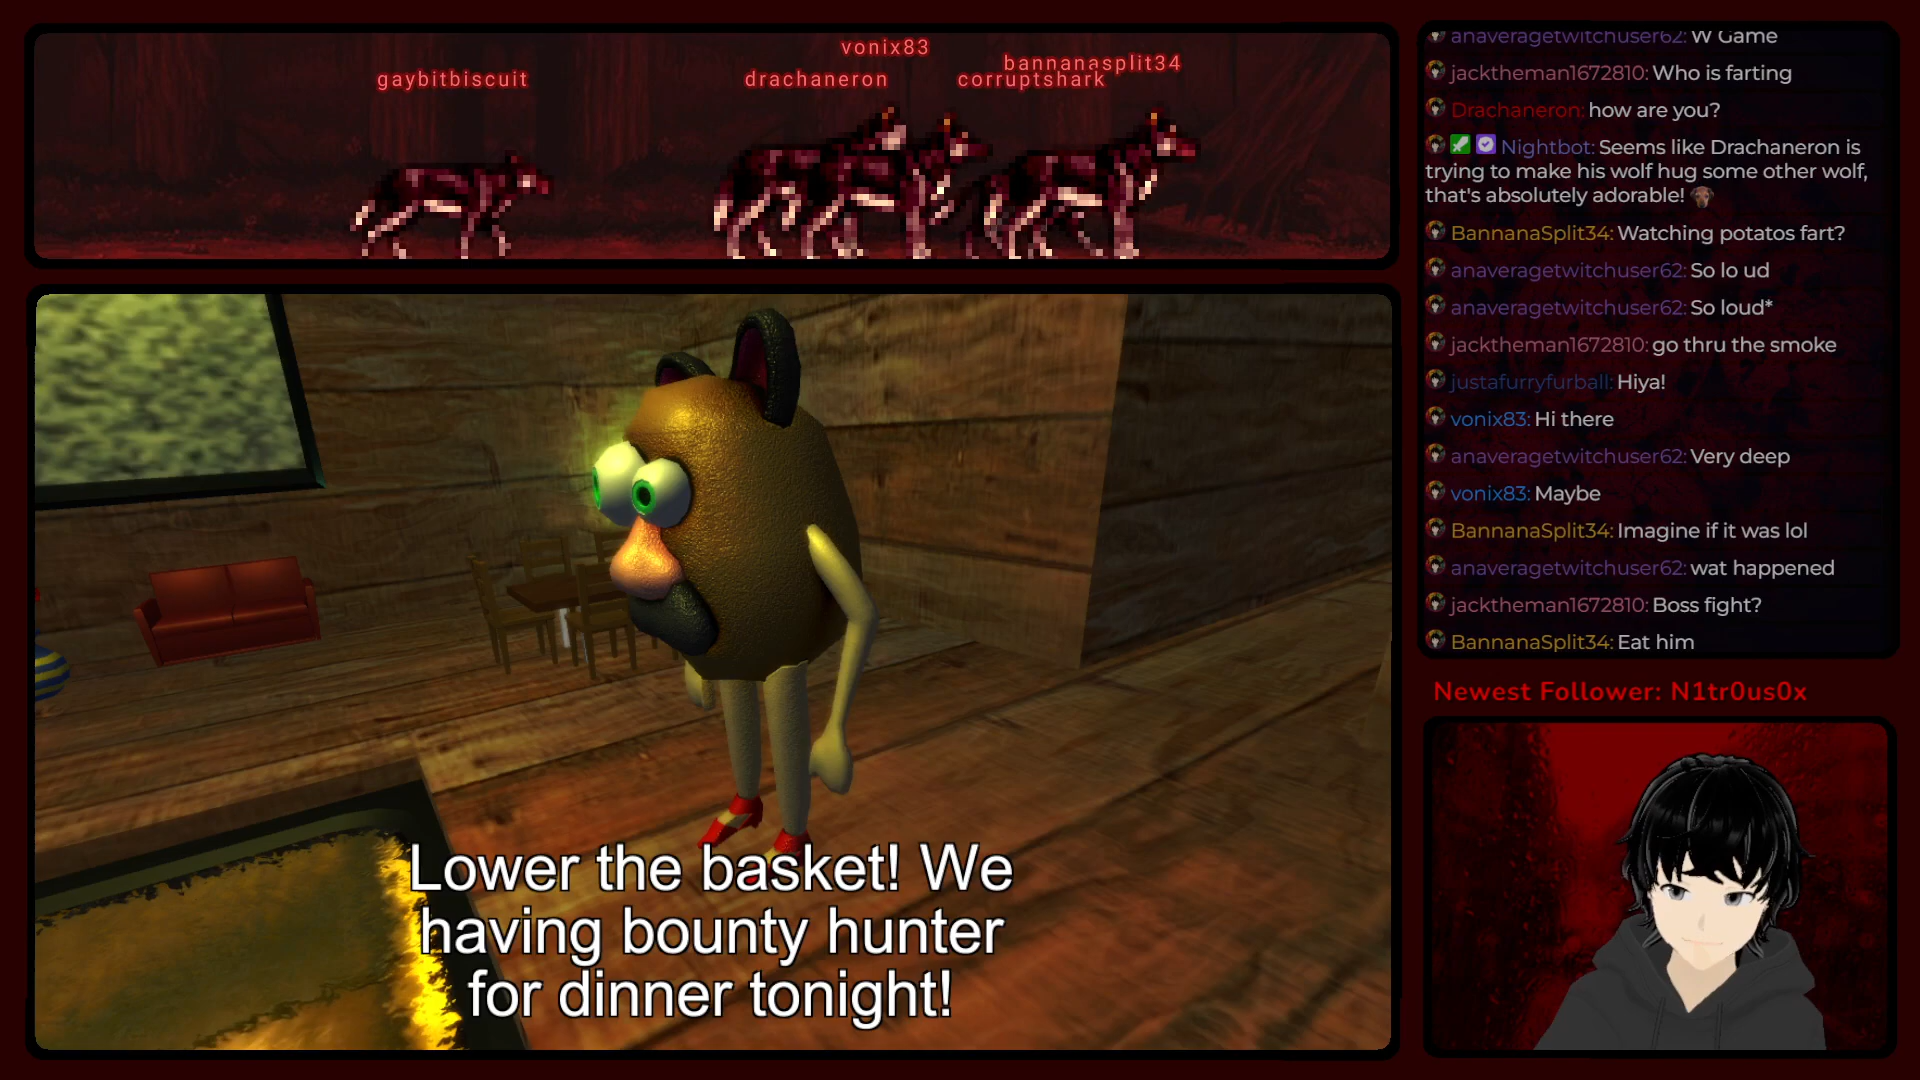 vonix83
bannanasplit34
gaybitbiscuit
drachaneron
corruptshark
Lower the basket! We
having bounty hunter
for dinner tonight!
anaveragetwitchuser62: W Game
jacktheman1672810: Who is farting
Drachaneron: how are you?
Nightbot: Seems like Drachaneron is
trying to make his wolf hug some other wolf,
that's absolutely adorable!
BannanaSplit34: Watching potatos fart?
anaveragetwitchuser62: So lo ud
anaveragetwitchuser62: So loud*
jacktheman1672810: go thru the smoke
justafurryfurball: Hiya!
vonix83: Hi there
anaveragetwitchuser62: Very deep
vonix83: Maybe
BannanaSplit34: Imagine if it was lol
anaveragetwitchuser62: wat happened
jacktheman1672810: Boss fight?
BannanaSplit34: Eat him
Newest Follower: N1tr0us0x